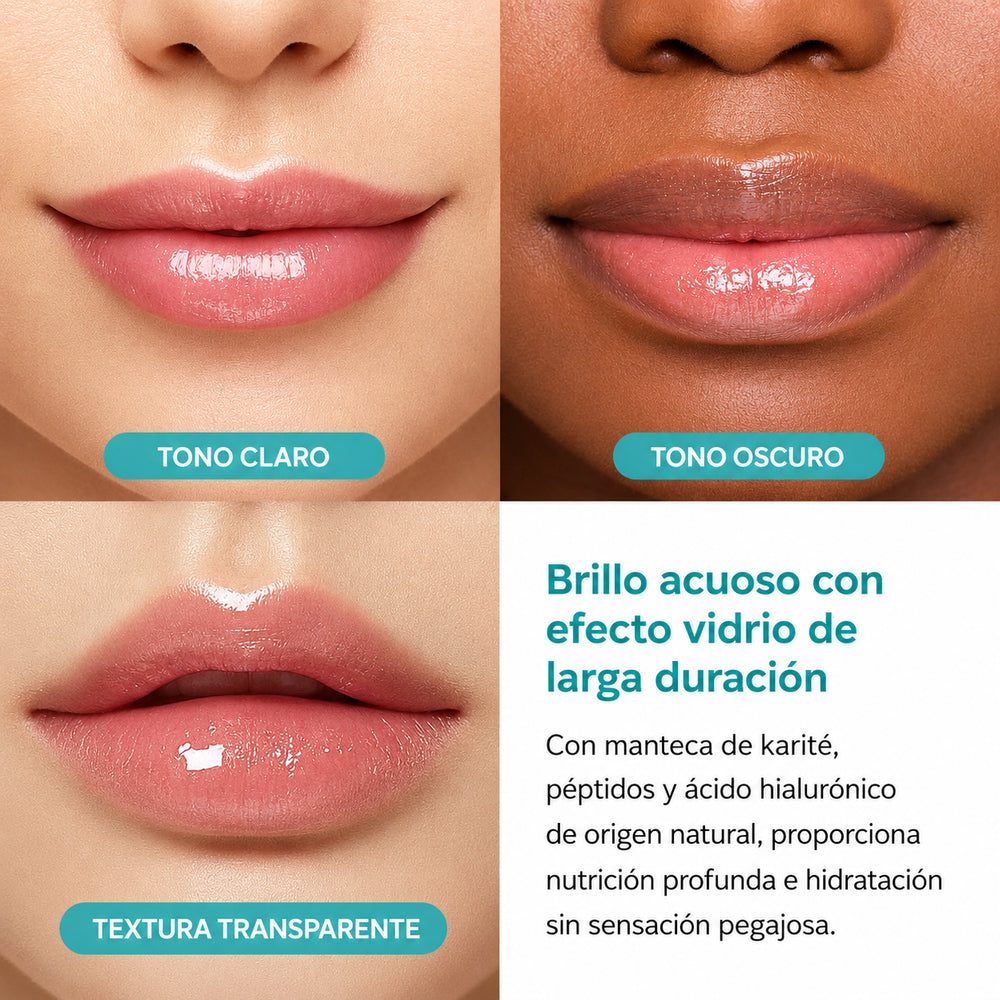 TONO CLARO
TONO OSCURO
TEXTURA TRANSPARENTE
Brillo acuoso con
efecto vidrio de
larga duración
Con manteca de karité,
péptidos y ácido hialurónico
de origen natural, proporciona
nutrición profunda e hidratación
sin sensación pegajosa.